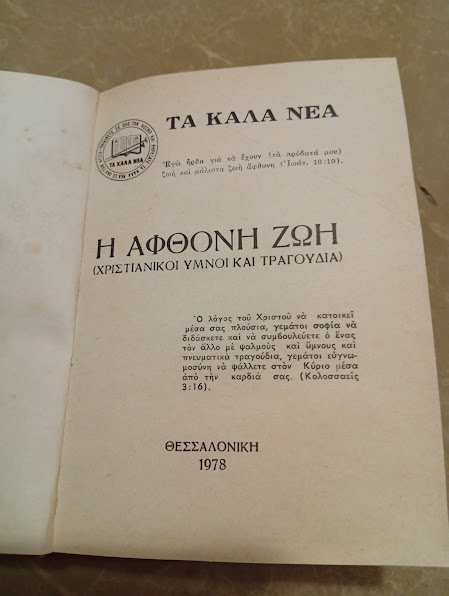 ΤΑ ΚΑΛΑ ΝΕΑ
ΤΑ ΚΑΛΑ ΝΕΑ
Ἐγὼ ἦρθα γιὰ νὰ ἔχουν (τὰ πρόβατά μου)
ζωὴ καὶ μάλιστα ζωὴ ἄφθονη (Ἰωάν. 10:10).
Η ΑΦΘΟΝΗ ΖΩΗ
(ΧΡΙΣΤΙΑΝΙΚΟΙ ΥΜΝΟΙ ΚΑΙ ΤΡΑΓΟΥΔΙΑ)
Ὁ λόγος τοῦ Χριστοῦ νὰ κατοικεῖ
μέσα σας πλούσια, γεμάτοι σοφία νὰ
διδάσκετε καὶ νὰ συμβουλεύετε ὁ ἕνας
τὸν ἄλλο μὲ ψαλμοὺς καὶ ὕμνους καὶ
πνευματικὰ τραγούδια, γεμάτοι εὐγνω-
μοσύνη νὰ ψάλλετε στὸν Κύριο μέσα
ἀπὸ τὴν καρδιά σας. (Κολοσσαεῖς
3:16).
ΘΕΣΣΑΛΟΝΙΚΗ
1978